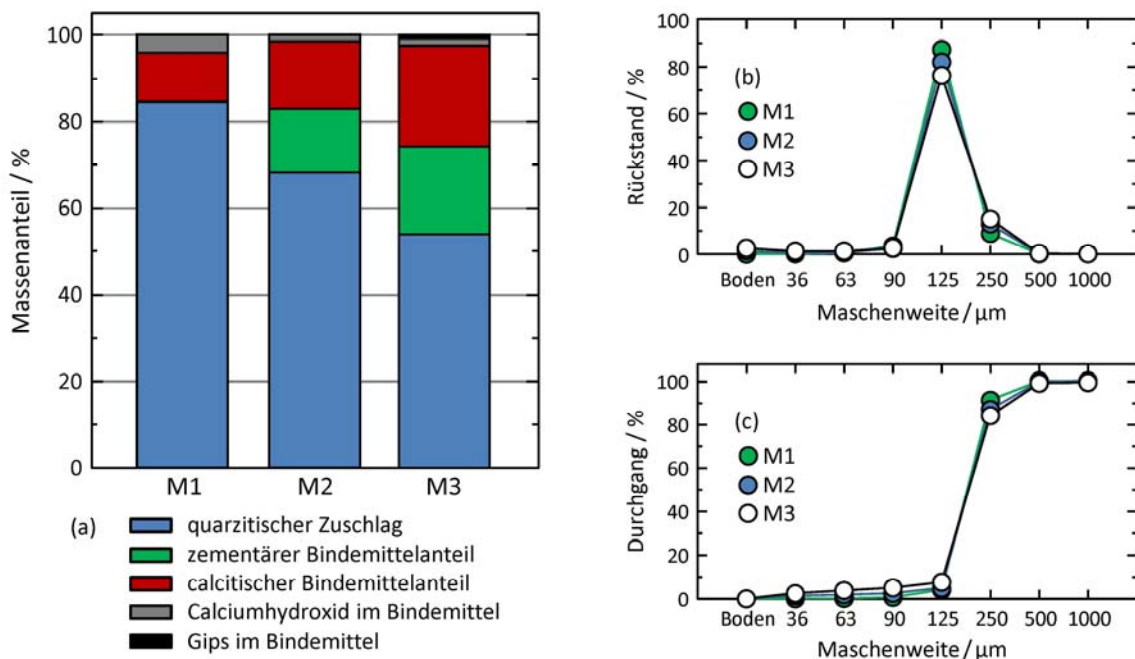 Massenanteil / %
100
80
60
40
20
0
M1 M2 M3
(a)
quarzitischer Zuschlag
zementärer Bindemittelanteil
calcitischer Bindemittelanteil
Calciumhydroxid im Bindemittel
Gips im Bindemittel
Rückstand / %
100
80
60
40
20
0
(b)
M1
M2
M3
Boden 36 63 90 125 250 500 1000
Maschenweite / µm
Durchgang / %
100
80
60
40
20
0
(c)
M1
M2
M3
Boden 36 63 90 125 250 500 1000
Maschenweite / µm